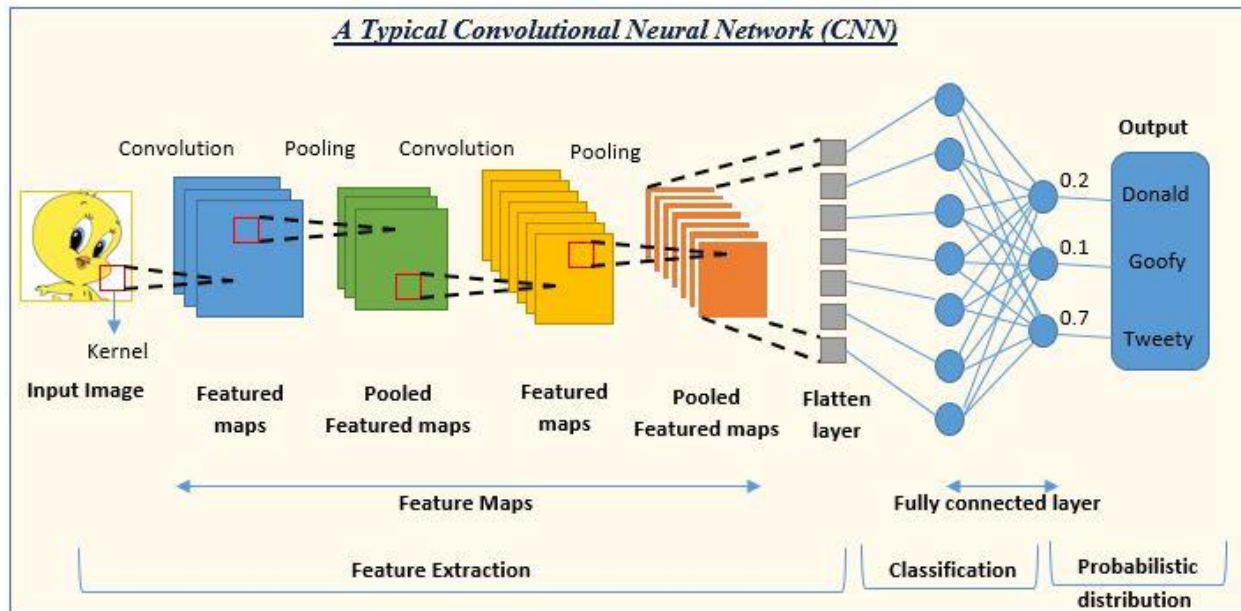 A Typical Convolutional Neural Network (CNN)
Convolution
Pooling
Convolution
Pooling
Output
0.2
Donald
0.1
Goofy
0.7
Tweety
Kernel
Input Image
Featured
maps
Pooled
Featured maps
Featured
maps
Pooled
Featured maps
Flatten
layer
Feature Maps
Fully connected layer
Feature Extraction
Classification
Probabilistic
distribution